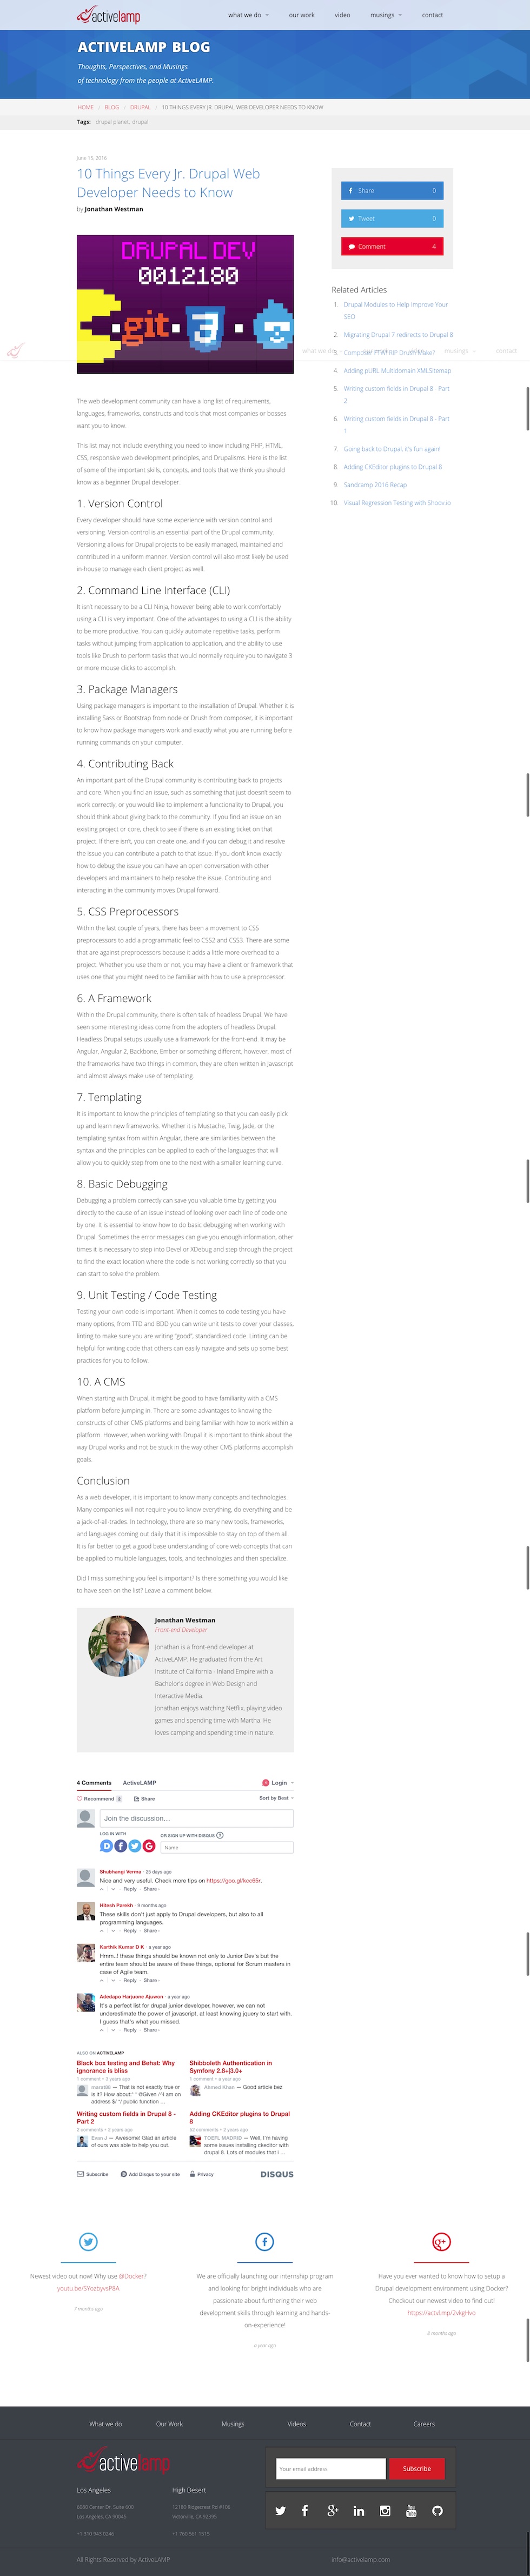 activelamp
what we do
our work
video
musings
contact
ACTIVELAMP BLOG
Thoughts, Perspectives, and Musings
of technology from the people at ActiveLAMP.
HOME
BLOG
DRUPAL
10 THINGS EVERY JR. DRUPAL WEB DEVELOPER NEEDS TO KNOW
Tags: drupal planet, drupal
June 15, 2016
10 Things Every Jr. Drupal Web
Developer Needs to Know
by Jonathan Westman
DRUPAL DEV
0012180
git
3
The web development community can have a long list of requirements,
languages, frameworks, constructs and tools that most companies or bosses
want you to know.
This list may not include everything you need to know including PHP, HTML,
CSS, responsive web development principles, and Drupalisms. Here is the list
of some of the important skills, concepts, and tools that we think you should
know as a beginner Drupal developer.
1. Version Control
Every developer should have some experience with version control and
versioning. Version control is an essential part of the Drupal community.
Versioning allows for Drupal projects to be easily managed, maintained and
contributed in a uniform manner. Version control will also most likely be used
in-house to manage each client project as well.
2. Command Line Interface (CLI)
It isn't necessary to be a CLI Ninja, however being able to work comfortably
using a CLI is very important. One of the advantages to using a CLI is the ability
to be more productive. You can quickly automate repetitive tasks, perform
tasks without jumping from application to application, and the ability to use
tools like Drush to perform tasks that would normally require you to navigate 3
or more mouse clicks to accomplish.
3. Package Managers
Using package managers is important to the installation of Drupal. Whether it is
installing Sass or Bootstrap from node or Drush from composer, it is important
to know how package managers work and exactly what you are running before
running commands on your computer.
4. Contributing Back
An important part of the Drupal community is contributing back to projects
and core. When you find an issue, such as something that just doesn't seem to
work correctly, or you would like to implement a functionality to Drupal, you
should think about giving back to the community. If you find an issue on an
existing project or core, check to see if there is an existing ticket on that
project. If there isn't, you can create one, and if you can debug it and resolve
the issue you can contribute a patch to that issue. If you don't know exactly
how to debug the issue you can have an open conversation with other
developers and maintainers to help resolve the issue. Contributing and
interacting in the community moves Drupal forward.
5. CSS Preprocessors
Within the last couple of years, there has been a movement to CSS
preprocessors to add a programmatic feel to CSS2 and CSS3. There are some
that are against preprocessors because it adds a little more overhead to a
project. Whether you use them or not, you may have a client or framework that
uses one that you might need to be familiar with how to use a preprocessor.
6. A Framework
Within the Drupal community, there is often talk of headless Drupal. We have
seen some interesting ideas come from the adopters of headless Drupal.
Headless Drupal setups usually use a framework for the front-end. It may be
Angular, Angular 2, Backbone, Ember or something different, however, most of
the frameworks have two things in common, they are often written in Javascript
and almost always make use of templating.
7. Templating
It is important to know the principles of templating so that you can easily pick
up and learn new frameworks. Whether it is Mustache, Twig, Jade, or the
templating syntax from within Angular, there are similarities between the
syntax and the principles can be applied to each of the languages that will
allow you to quickly step from one to the next with a smaller learning curve.
8. Basic Debugging
Debugging a problem correctly can save you valuable time by getting you
directly to the cause of an issue instead of looking over each line of code one
by one. It is essential to know how to do basic debugging when working with
Drupal. Sometimes the error messages can give you enough information, other
times it is necessary to step into Devel or XDebug and step through the project
to find the exact location where the code is not working correctly so that you
can start to solve the problem.
9. Unit Testing / Code Testing
Testing your own code is important. When it comes to code testing you have
many options, from TTD and BDD you can write unit tests to cover your classes,
linting to make sure you are writing "good", standardized code. Linting can be
helpful for writing code that others can easily navigate and sets up some best
practices for you to follow.
10. A CMS
When starting with Drupal, it might be good to have familiarity with a CMS
platform before jumping in. There are some advantages to knowing the
constructs of other CMS platforms and being familiar with how to work within a
platform. However, when working with Drupal it is important to think about the
way Drupal works and not be stuck in the way other CMS platforms accomplish
goals.
Conclusion
As a web developer, it is important to know many concepts and technologies.
Many companies will not require you to know everything, do everything and be
a jack-of-all-trades. In technology, there are so many new tools, frameworks,
and languages coming out daily that it is impossible to stay on top of them all.
It is far better to get a good base understanding of core web concepts that can
be applied to multiple languages, tools, and technologies and then specialize.
Did I miss something you feel is important? Is there something you would like
to have seen on the list? Leave a comment below.
Jonathan Westman
Front-end Developer
Jonathan is a front-end developer at
ActiveLAMP. He graduated from the Art
Institute of California - Inland Empire with a
Bachelor's degree in Web Design and
Interactive Media.
Jonathan enjoys watching Netflix, playing video
games and spending time with Martha. He
loves camping and spending time in nature.
Share 0
Tweet 0
Comment 4
Related Articles
1. Drupal Modules to Help Improve Your
SEO
2. Migrating Drupal 7 redirects to Drupal 8
3. Composer FTW! RIP Drush Make?
4. Adding pURL Multidomain XMLSitemap
5. Writing custom fields in Drupal 8 - Part
2
6. Writing custom fields in Drupal 8 - Part
1
7. Going back to Drupal, it's fun again!
8. Adding CKEditor plugins to Drupal 8
9. Sandcamp 2016 Recap
10. Visual Regression Testing with Shoov.io
what we do
musings
contact
4 Comments
ActiveLAMP
Login
Recommend 2
Share
Sort by Best
Join the discussion...
LOG IN WITH
OR SIGN UP WITH DISQUS ?
Name
Shubhangi Verma · 25 days ago
Nice and very useful. Check more tips on https://goo.gl/kcc65r.
Reply · Share ›
Hitesh Parekh · 9 months ago
These skills don't just apply to Drupal developers, but also to all
programming languages.
Reply · Share ›
Karthik Kumar D K · a year ago
Hmm..! these things should be known not only to Junior Dev's but the
entire team should be aware of these things, optional for Scrum masters in
case of Agile team.
Reply · Share ›
Adedapo Harjuone Ajuwon · a year ago
It's a perfect list for drupal junior developer, however, we can not
underestimate the power of javascript, at least knowing jquery to start with.
I guess that's what you missed.
Reply · Share ›
ALSO ON ACTIVELAMP
Black box testing and Behat: Why
ignorance is bliss
1 comment • 3 years ago
— That is not exactly true or
is it? How about:" * @Given /^I am on
address $/ */ public function ...
Shibboleth Authentication in
Symfony 2.8+|3.0+
1 comment • a year ago
Ahmed Khan — Good article bez
Writing custom fields in Drupal 8 -
Part 2
2 comments • 2 years ago
Evan J — Awesome! Glad an article
of ours was able to help you out.
Adding CKEditor plugins to Drupal
8
comments • 2 years ago
TOEFL MADRID — Well, I'm having
some issues installing ckeditor with
drupal 8. Lots of modules that i ...
Subscribe
Add Disqus to your site
Privacy
DISQUS
Newest video out now! Why use @Docker?
youtu.be/SYozbyvsP8A
7 months ago
We are officially launching our internship program
and looking for bright individuals who are
passionate about furthering their web
development skills through learning and hands-
on-experience!
a year ago
Have you ever wanted to know how to setup a
Drupal development environment using Docker?
Checkout our newest video to find out!
https://actvl.mp/2vkgHvo
6 months ago
What we do
Our Work
Musings
Videos
Contact
Careers
activelamp
Your email address
Subscribe
Los Angeles
6080 Center Dr. Suite 600
Los Angeles, CA 90045
+1 310 943 0246
High Desert
12180 Ridgecrest Rd #106
Victorville, CA 92395
+1 760 561 1515
All Rights Reserved by ActiveLAMP
info@activelamp.com